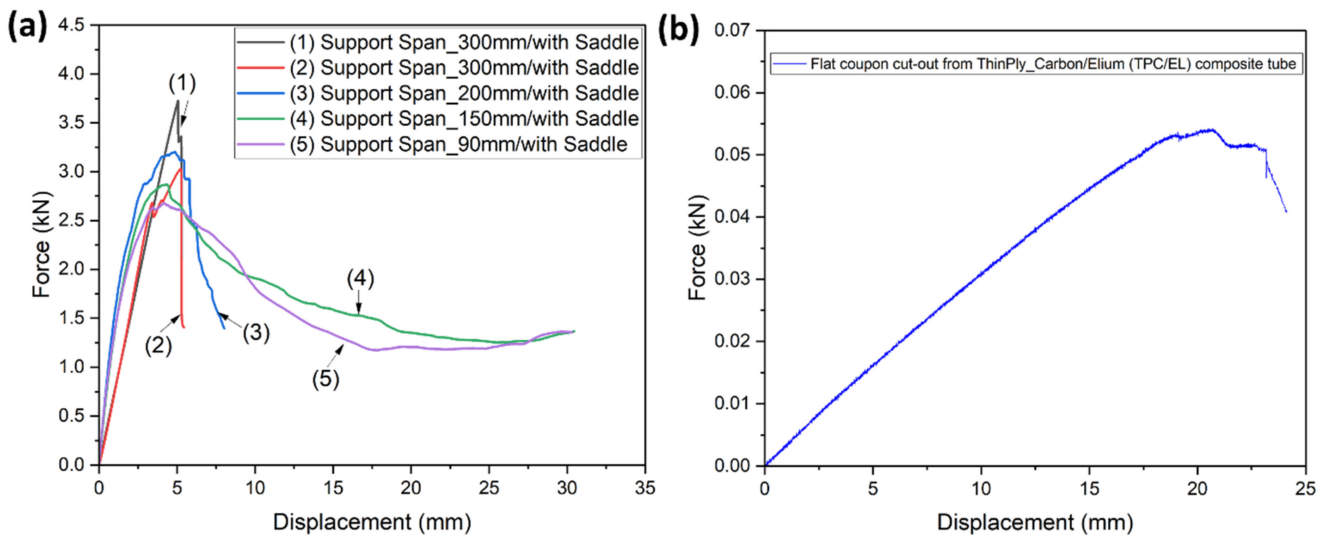 (a)
4.5
4.0
3.5
3.0
2.5
2.0
1.5
1.0
0.5
0.0
Force (kN)
(1) Support Span_300mm/with Saddle
(2) Support Span_300mm/with Saddle
(3) Support Span_200mm/with Saddle
(4) Support Span_150mm/with Saddle
(5) Support Span_90mm/with Saddle
(1)
(2)
(3)
(4)
(5)
0 5 10 15 20 25 30 35
Displacement (mm)
(b)
0.07
0.06
0.05
0.04
0.03
0.02
0.01
0.00
Force (kN)
Flat coupon cut-out from ThinPly_Carbon/Elium (TPC/EL) composite tube
0 5 10 15 20 25
Displacement (mm)